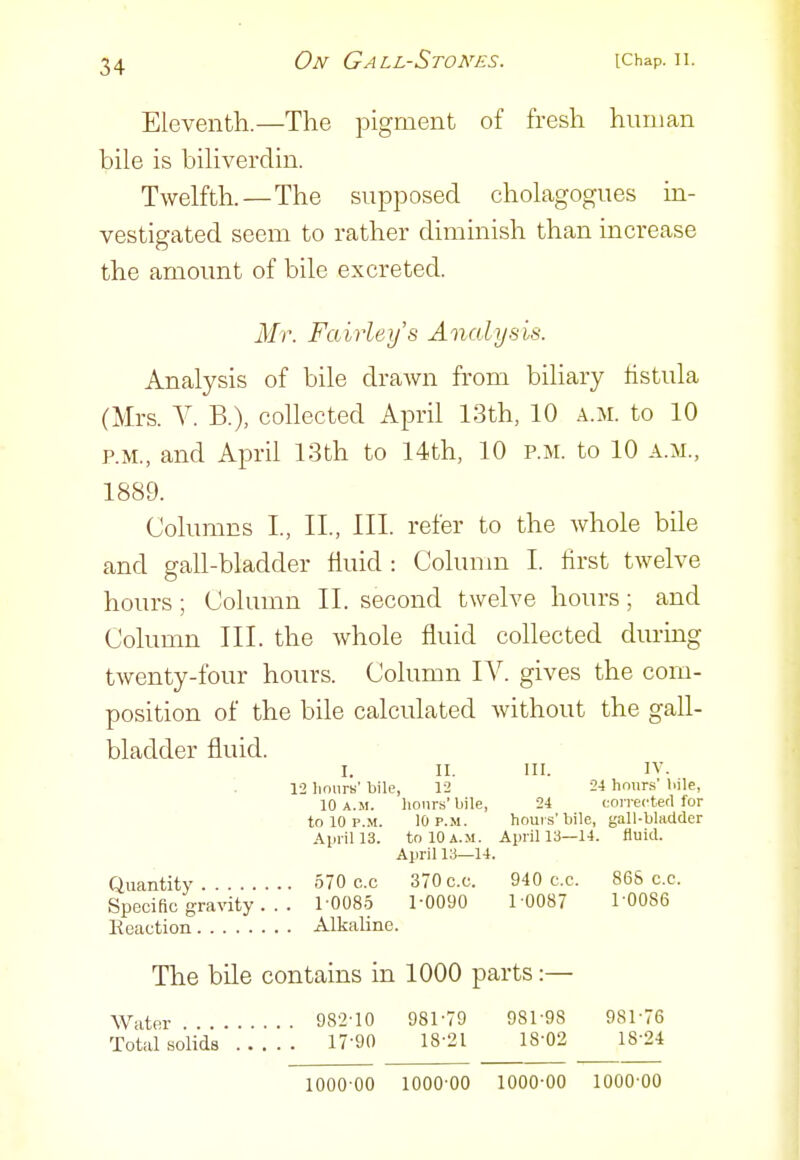 34 On Gall-Stones. [Chap. II.
Eleventh.—The pigment of fresh human
bile is biliverdin.
Twelfth.—The supposed cholagogues in-
vestigated seem to rather diminish than increase
the amount of bile excreted.
Mr. Fairley's Analysis.
Analysis of bile drawn from biliary fistula
(Mrs. V. B.), collected April 13th, 10 A.M. to 10
P.M., and April 13th to 14th, 10 P.M. to 10 A.M.,
1889.
Columns I., II., III. refer to the whole bile
and gall-bladder fluid : Column I. first twelve
hours ; Column II. second twelve hours ; and
Column III. the whole fluid collected during
twenty-four hours. Column IV. gives the com-
position of the bile calculated without the gall-
bladder fluid.
I. II. III. IV.
12 hours' bile, 12 24 hours' bile,
10 A.M. hours' bile, 24 corrected for
to 10 P.M. 10 P.M. hours' bile, gall-bladder
April 13. to 10 A.M. April 13—14. fluid.
April 13—14.
Quantity . . . . . . . . 570 c.c 370 c.c. 940 c.c. 868 c.c.
Specific gravity . . . 1·0085 1·0090 1·0087 1·0086
Reaction . . . . . . . . Alkaline.
The bile contains in 1000 parts :—
Water . . . . . . . . . 982·10 981·79 981·98 981·76
Total solids . . . . . 17·90 18·21 18·02 18·24
1000·00 1000·00 1000·00 1000·00